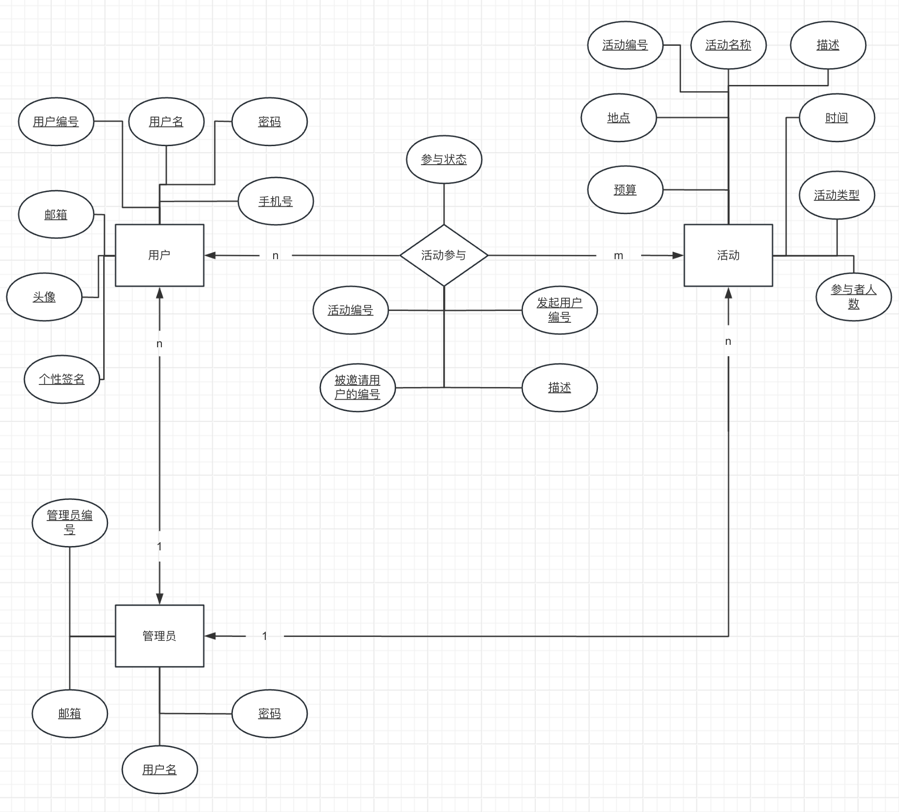 活动编号
活动名称
描述
用户编号
用户名
密码
地点
时间
参与状态
预算
活动类型
手机号
邮箱
用户
n
活动参与
m
活动
头像
参与者人
数
活动编号
发起用户
编号
n
n
个性签名
被邀请用
户的编号
描述
管理员编
号
1
管理员
1
邮箱
密码
用户名